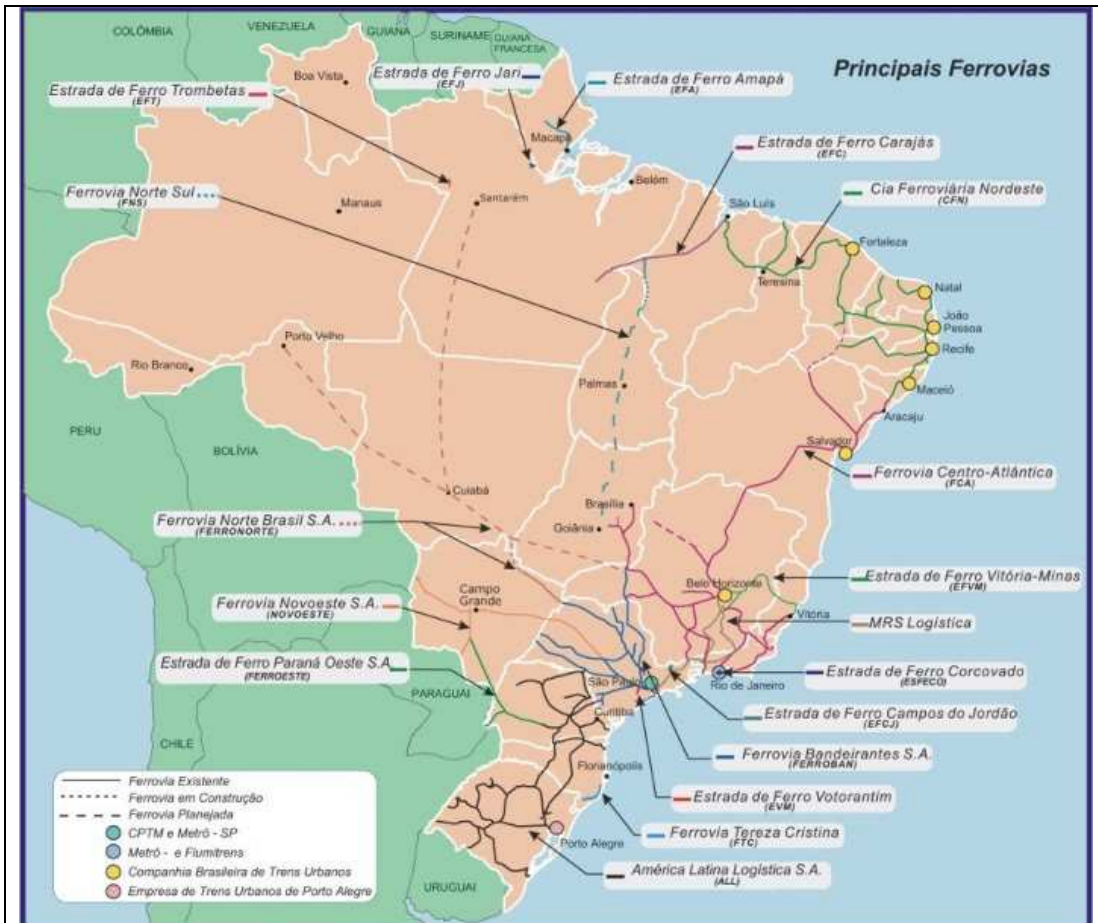 COLÔMBIA
VENEZUELA
GUIANA
SURINAME
GUIANA
FRANCESA
Principais Ferrovias
Boa Vista
Estrada de Ferro Jari
(EFJ)
Estrada de Ferro Amapá
(EFA)
Estrada de Ferro Trombetas
(EFT)
Macapá
Estrada de Ferro Carajás
(EFC)
Belém
Ferrovia Norte Sul
(FNS)
Santarém
Manaus
São Luís
Cia Ferroviária Nordeste
(CFN)
Fortaleza
Teresina
Natal
João
Pessoa
Recife
Porto Velho
Rio Branco
Palmas
Maceió
Aracaju
PERU
BOLÍVIA
Salvador
Ferrovia Centro-Atlântica
(FCA)
Cuiabá
Brasília
Goiânia
Ferrovia Norte Brasil S.A.
(FERRONORTE)
Belo Horizonte
Estrada de Ferro Vitória-Minas
(EFVM)
Campo
Grande
Ferrovia Novoeste S.A.
(NOVOESTE)
Vitória
MRS Logística
Estrada de Ferro Paraná Oeste S.A
(FERROESTE)
PARAGUAI
São Paulo
Rio de Janeiro
Estrada de Ferro Corcovado
(ESFECO)
Curitiba
Estrada de Ferro Campos do Jordão
(EFCJ)
CHILE
Ferrovia Bandeirantes S.A.
(FERROBAN)
Florianópolis
Estrada de Ferro Votorantim
(EVM)
Ferrovia Tereza Cristina
(FTC)
Porto Alegre
América Latina Logística S.A.
(ALL)
URUGUAI
Ferrovia Existente
Ferrovia em Construção
Ferrovia Planejada
CPTM e Metrô - SP
Metrô - e Flumitrens
Companhia Brasileira de Trens Urbanos
Empresa de Trens Urbanos de Porto Alegre